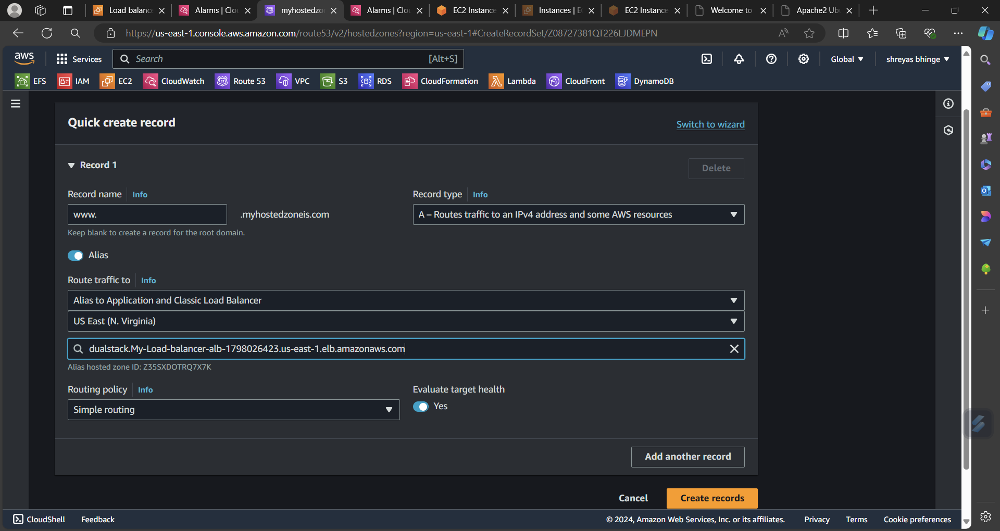 Load balanc
Alarms | Clou
myhostedzo
Alarms | Clou
EC2 Instance
Instances | E
EC2 Instance
Welcome to
Apache2 Ub
https://us-east-1.console.aws.amazon.com/route53/v2/hostedzones?region=us-east-1#CreateRecordSet/Z08727381QT226LJDMEPN
aws
Services
Search
[Alt+S]
Global
shreyas bhinge
EFS
IAM
EC2
CloudWatch
Route 53
VPC
S3
RDS
CloudFormation
Lambda
CloudFront
DynamoDB
Quick create record
Switch to wizard
Record 1
Delete
Record name
Info
Record type
Info
www.
.myhostedzoneis.com
A – Routes traffic to an IPv4 address and some AWS resources
Keep blank to create a record for the root domain.
Alias
Route traffic to
Info
Alias to Application and Classic Load Balancer
US East (N. Virginia)
dualstack.My-Load-balancer-alb-1798026423.us-east-1.elb.amazonaws.com
Alias hosted zone ID: Z35SXDOTRQ7X7K
Routing policy
Info
Evaluate target health
Simple routing
Yes
Add another record
Cancel
Create records
CloudShell
Feedback
© 2024, Amazon Web Services, Inc. or its affiliates.
Privacy
Terms
Cookie preferences